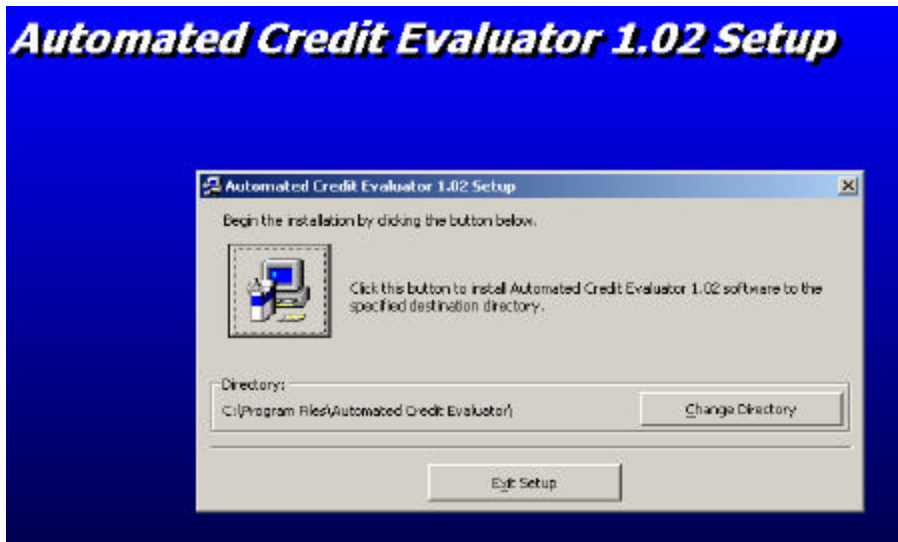 Automated Credit Evaluator 1.02 Setup
Automated Credit Evaluator 1.02 Setup
Begin the installation by clicking the button below.
Click this button to install Automated Credit Evaluator 1.02 software to the
specified destination directory.
Directory:
C:\Program Files\Automated Credit Evaluator\
Change Directory
Exit Setup